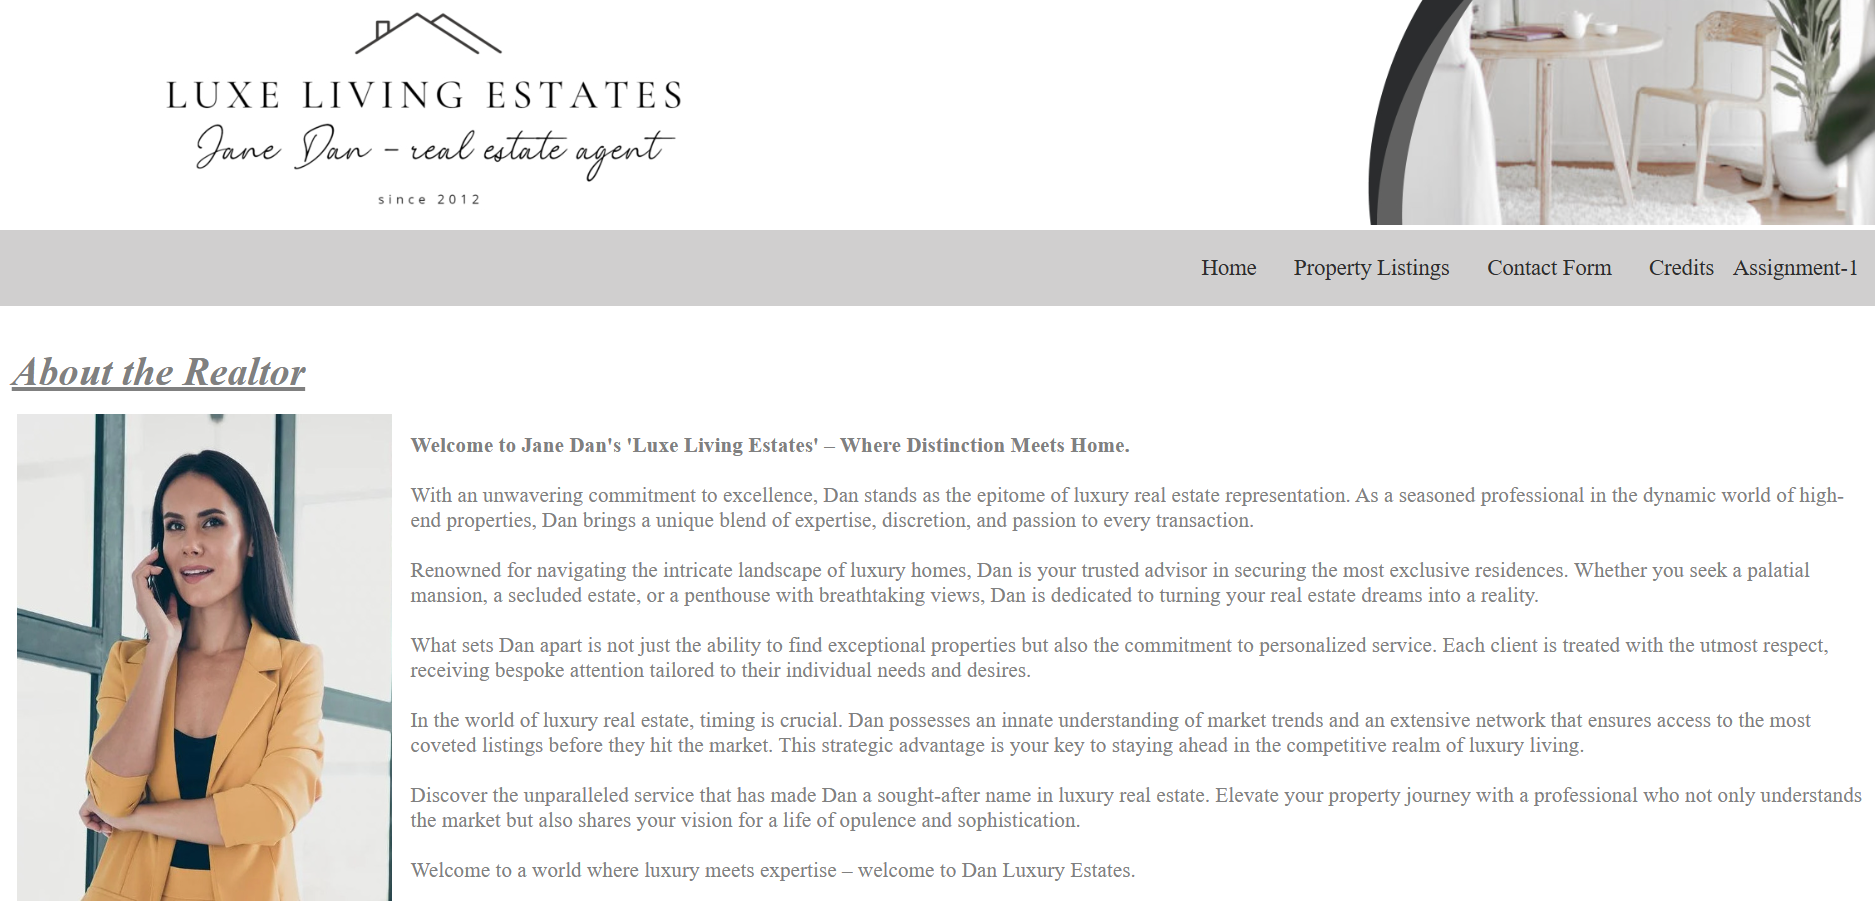 LUXE LIVING ESTATES
Jane Dan - real estate agent
since 2012
Home Property Listings Contact Form Credits Assignment-1
About the Realtor
Welcome to Jane Dan's 'Luxe Living Estates' – Where Distinction Meets Home.
With an unwavering commitment to excellence, Dan stands as the epitome of luxury real estate representation. As a seasoned professional in the dynamic world of high-
end properties, Dan brings a unique blend of expertise, discretion, and passion to every transaction.
Renowned for navigating the intricate landscape of luxury homes, Dan is your trusted advisor in securing the most exclusive residences. Whether you seek a palatial
mansion, a secluded estate, or a penthouse with breathtaking views, Dan is dedicated to turning your real estate dreams into a reality.
What sets Dan apart is not just the ability to find exceptional properties but also the commitment to personalized service. Each client is treated with the utmost respect,
receiving bespoke attention tailored to their individual needs and desires.
In the world of luxury real estate, timing is crucial. Dan possesses an innate understanding of market trends and an extensive network that ensures access to the most
coveted listings before they hit the market. This strategic advantage is your key to staying ahead in the competitive realm of luxury living.
Discover the unparalleled service that has made Dan a sought-after name in luxury real estate. Elevate your property journey with a professional who not only understands
the market but also shares your vision for a life of opulence and sophistication.
Welcome to a world where luxury meets expertise – welcome to Dan Luxury Estates.